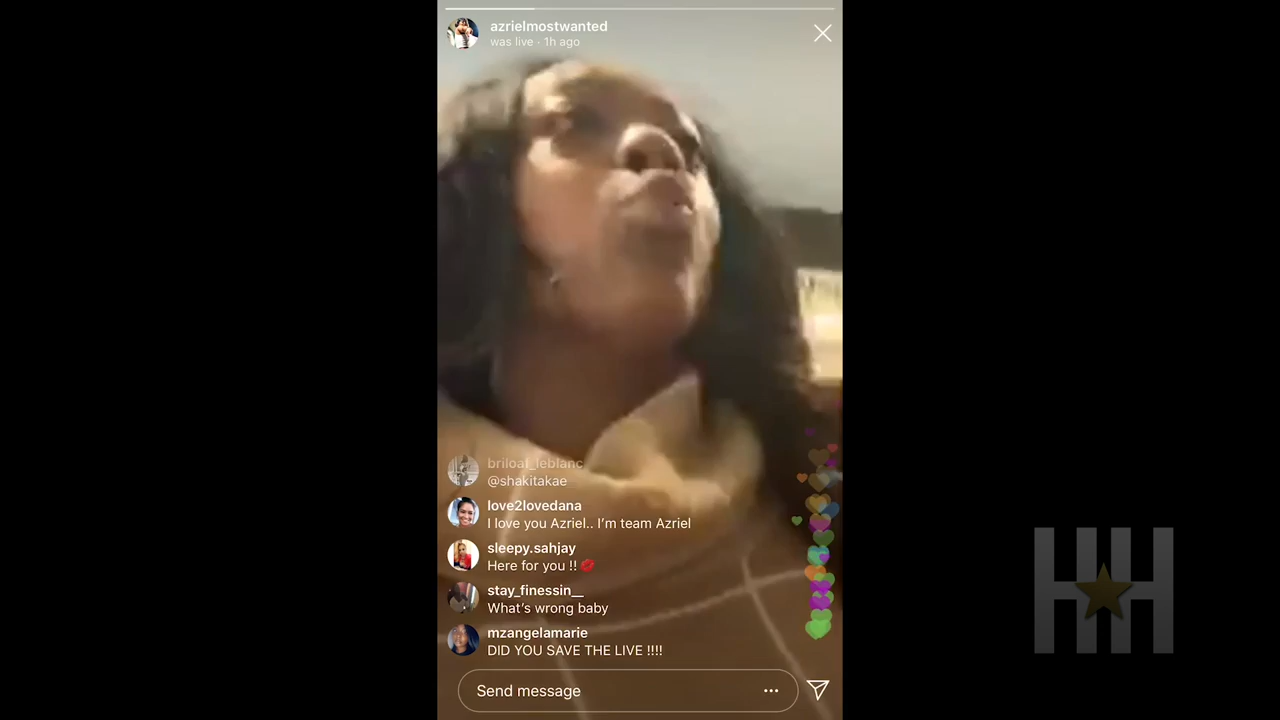 azrielmostwanted
was live · 1h ago
briloaf_leblanc
@shakitakae
love2lovedana
I love you Azriel.. I’m team Azriel
sleepy.sahjay
Here for you !! 💋
stay_finessin__
What’s wrong baby
mzangelamarie
DID YOU SAVE THE LIVE !!!!
Send message
HH